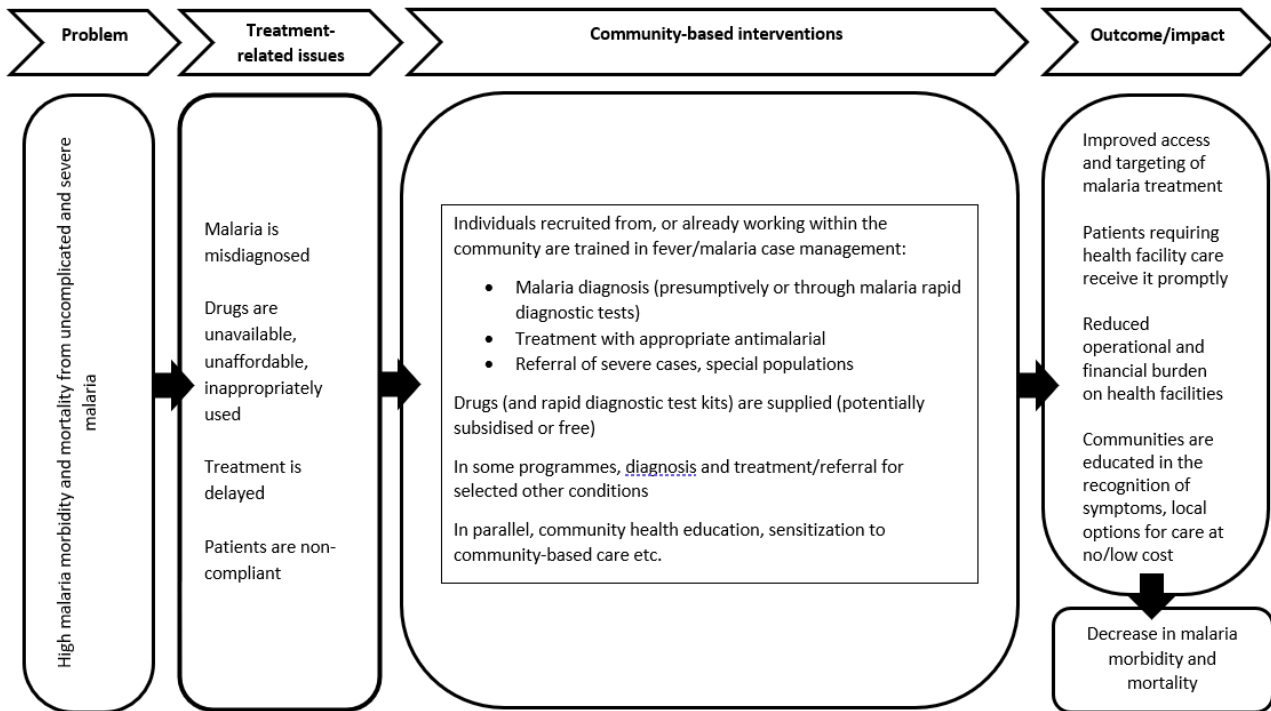 Problem
Treatment-
related issues
Community-based interventions
Outcome/impact
High malaria morbidity and mortality from uncomplicated and severe
malaria
Malaria is
misdiagnosed
Drugs are
unavailable,
unaffordable,
inappropriately
used
Treatment is
delayed
Patients are non-
compliant
Individuals recruited from, or already working within the
community are trained in fever/malaria case management:
• Malaria diagnosis (presumptively or through malaria rapid
diagnostic tests)
• Treatment with appropriate antimalarial
• Referral of severe cases, special populations
Drugs (and rapid diagnostic test kits) are supplied (potentially
subsidised or free)
In some programmes, diagnosis and treatment/referral for
selected other conditions
In parallel, community health education, sensitization to
community-based care etc.
Improved access
and targeting of
malaria treatment
Patients requiring
health facility care
receive it promptly
Reduced
operational and
financial burden
on health facilities
Communities are
educated in the
recognition of
symptoms, local
options for care at
no/low cost
Decrease in malaria
morbidity and
mortality